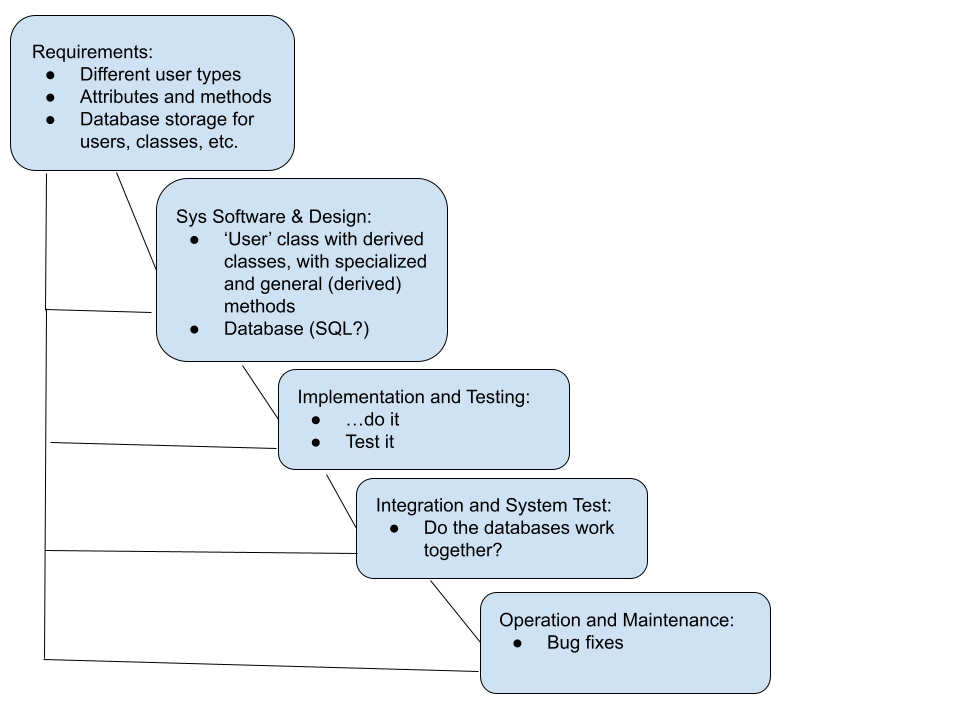 Requirements:
● Different user types
● Attributes and methods
● Database storage for
users, classes, etc.
Sys Software & Design:
● ‘User’ class with derived
classes, with specialized
and general (derived)
methods
● Database (SQL?)
Implementation and Testing:
● …do it
● Test it
Integration and System Test:
● Do the databases work
together?
Operation and Maintenance:
● Bug fixes